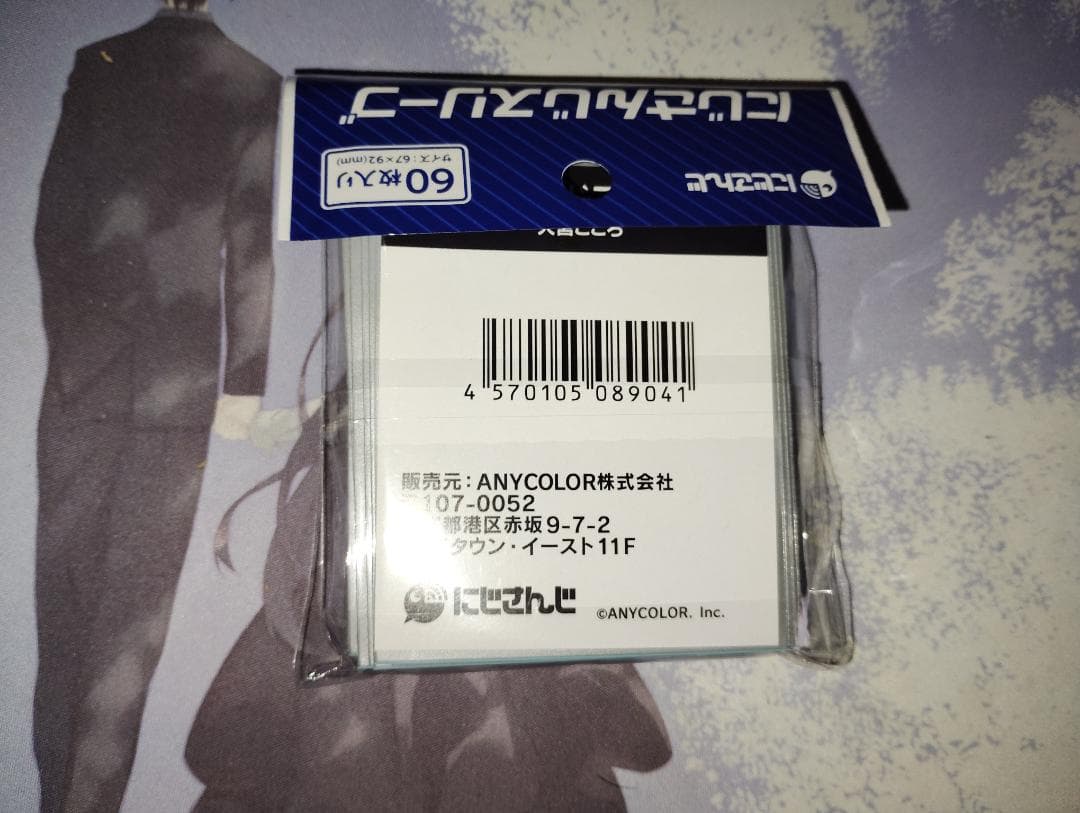 にじさんじスリーブ
にじさんじ
60枚入り
サイズ：67×92(mm)
4 570105 089041
販売元：ANYCOLOR株式会社
107-0052
都港区赤坂9-7-2
タウン・イースト11F
にじさんじ
©ANYCOLOR, Inc.